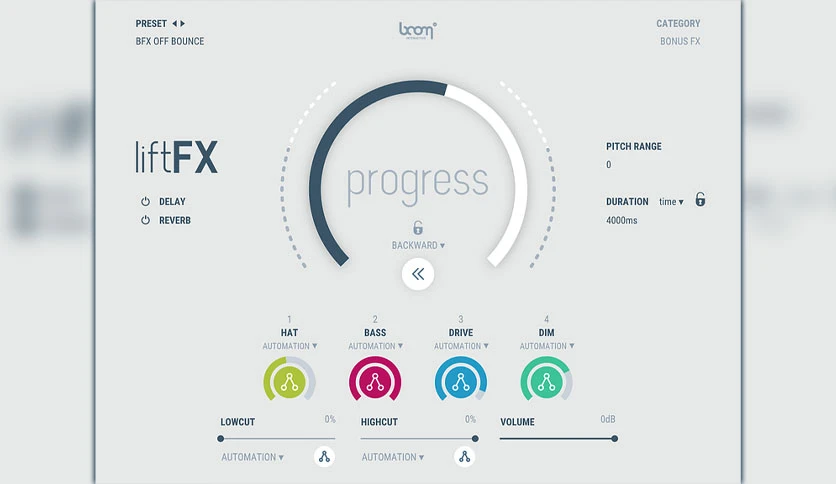 PRESET
BFX OFF BOUNCE
boom
CATEGORY
BONUS FX
liftFX
DELAY
REVERB
progress
BACKWARD
PITCH RANGE
0
DURATION time
4000ms
1 2 3 4
HAT BASS DRIVE DIM
AUTOMATION AUTOMATION AUTOMATION AUTOMATION
LOWCUT 0% HIGHCUT 0% VOLUME 0dB
AUTOMATION AUTOMATION